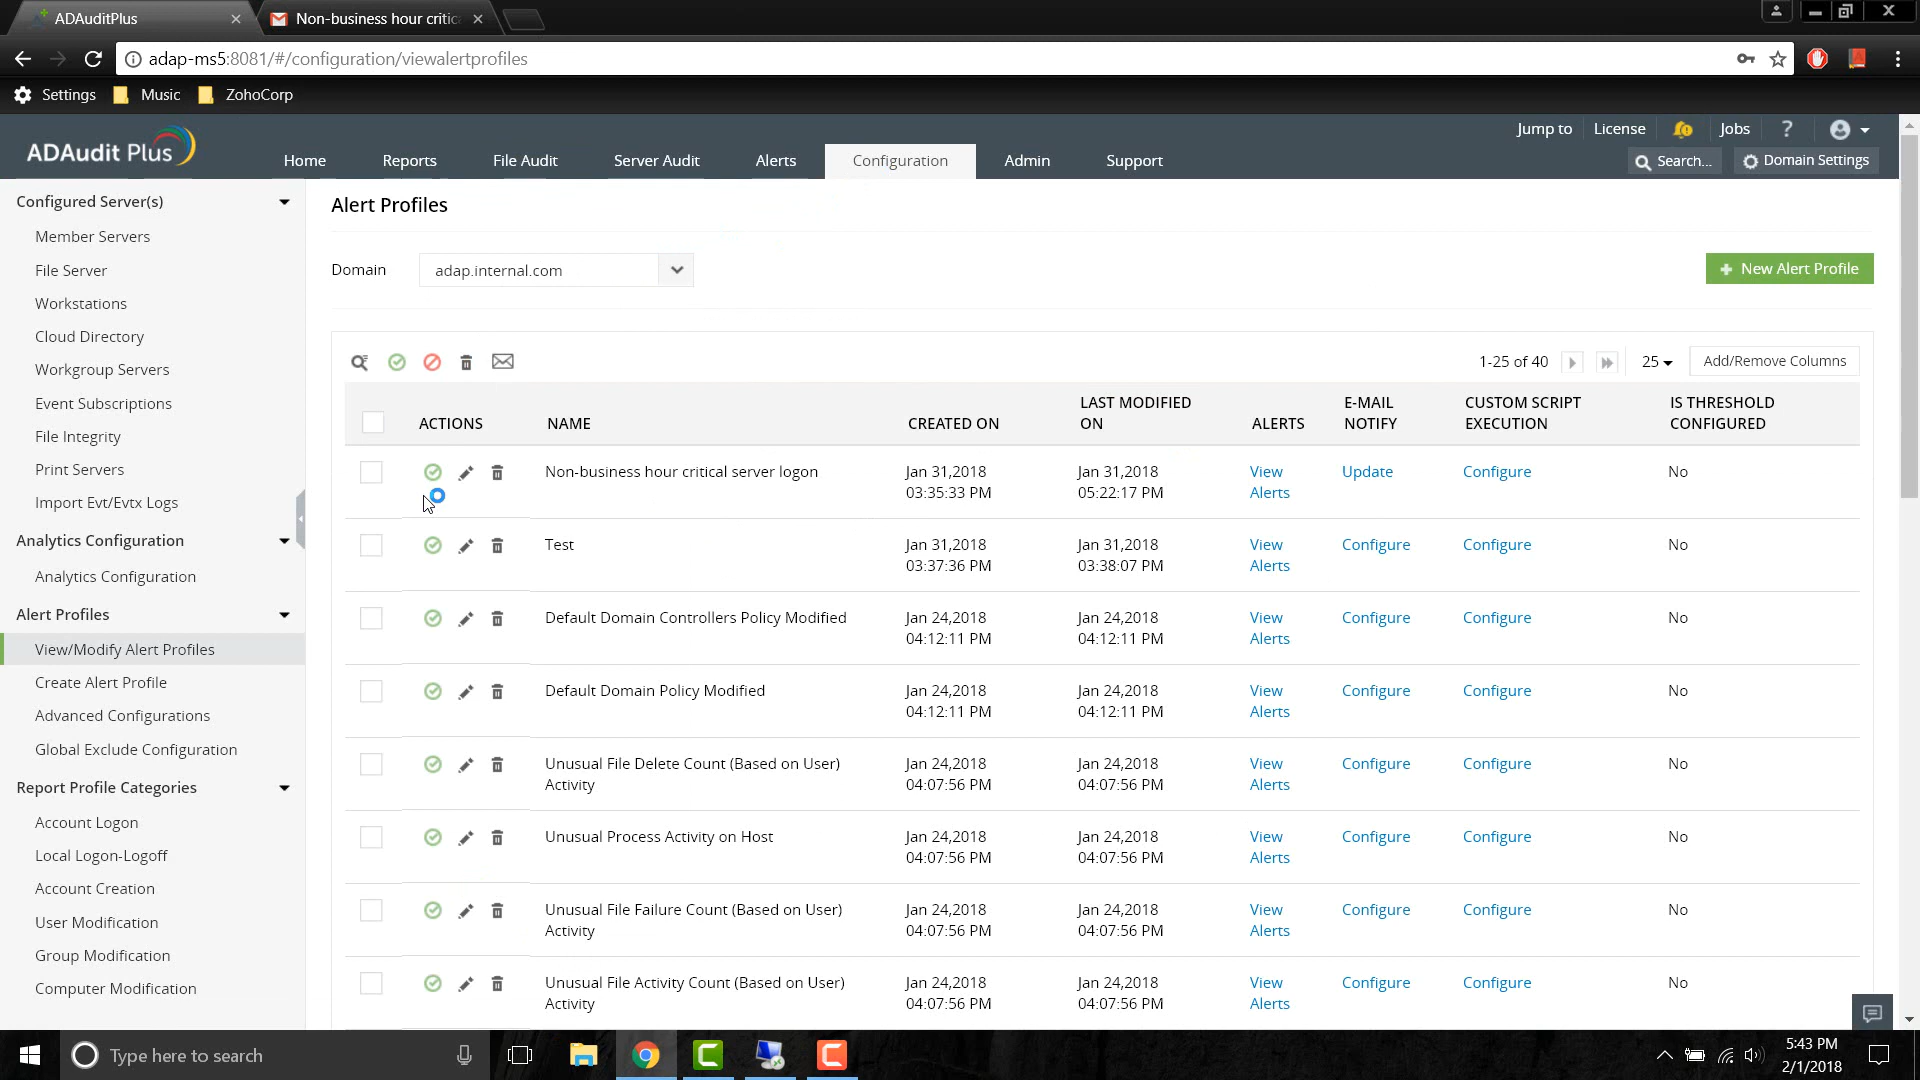 ADAuditPlus
Non-business hour critic
adap-ms5:8081/#/configuration/viewalertprofiles
Settings Music ZohoCorp
ADAudit Plus
Jump to License Jobs ?
Home Reports File Audit Server Audit Alerts Configuration Admin Support
Search... Domain Settings
Configured Server(s)
Member Servers
File Server
Workstations
Cloud Directory
Workgroup Servers
Event Subscriptions
File Integrity
Print Servers
Import Evt/Evtx Logs
Analytics Configuration
Analytics Configuration
Alert Profiles
View/Modify Alert Profiles
Create Alert Profile
Advanced Configurations
Global Exclude Configuration
Report Profile Categories
Account Logon
Local Logon-Logoff
Account Creation
User Modification
Group Modification
Computer Modification
Alert Profiles
Domain adap.internal.com
New Alert Profile
1-25 of 40 25 Add/Remove Columns
ACTIONS NAME CREATED ON LAST MODIFIED ON ALERTS E-MAIL NOTIFY CUSTOM SCRIPT EXECUTION IS THRESHOLD CONFIGURED
Non-business hour critical server logon Jan 31,2018 Jan 31,2018 View Update Configure No
03:35:33 PM 05:22:17 PM Alerts
Test Jan 31,2018 Jan 31,2018 View Configure Configure No
03:37:36 PM 03:38:07 PM Alerts
Default Domain Controllers Policy Modified Jan 24,2018 Jan 24,2018 View Configure Configure No
04:12:11 PM 04:12:11 PM Alerts
Default Domain Policy Modified Jan 24,2018 Jan 24,2018 View Configure Configure No
04:12:11 PM 04:12:11 PM Alerts
Unusual File Delete Count (Based on User) Jan 24,2018 Jan 24,2018 View Configure Configure No
Activity 04:07:56 PM 04:07:56 PM Alerts
Unusual Process Activity on Host Jan 24,2018 Jan 24,2018 View Configure Configure No
04:07:56 PM 04:07:56 PM Alerts
Unusual File Failure Count (Based on User) Jan 24,2018 Jan 24,2018 View Configure Configure No
Activity 04:07:56 PM 04:07:56 PM Alerts
Unusual File Activity Count (Based on User) Jan 24,2018 Jan 24,2018 View Configure Configure No
Activity 04:07:56 PM 04:07:56 PM Alerts
Type here to search
5:43 PM
2/1/2018